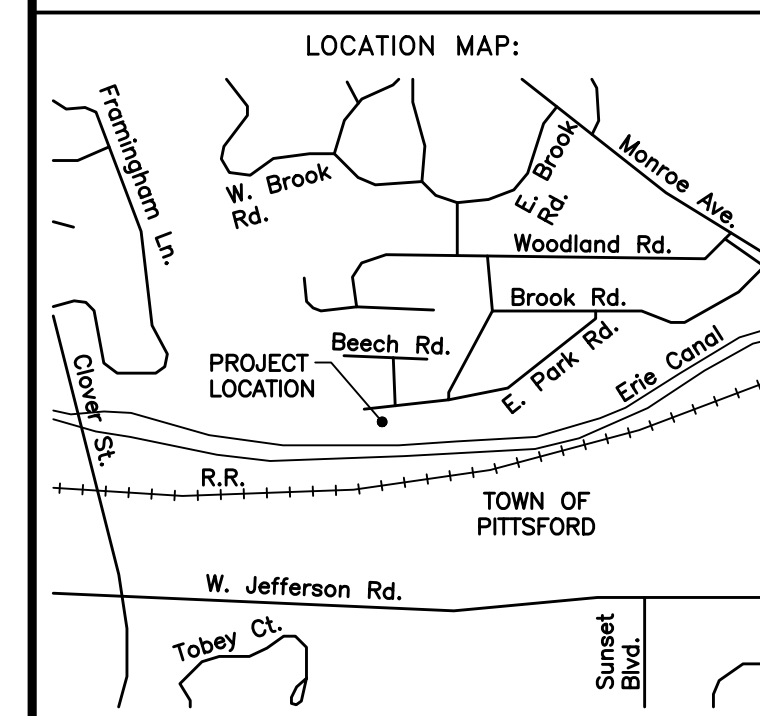 LOCATION MAP:
Framingham Ln.
W. Brook
Rd.
E. Brook
Rd.
Monroe Ave.
Woodland Rd.
Brook Rd.
Beech Rd.
PROJECT
LOCATION
E. Park Rd.
Erie Canal
Clover St.
R.R.
TOWN OF
PITTSFORD
W. Jefferson Rd.
Tobey Ct.
Sunset
Blvd.